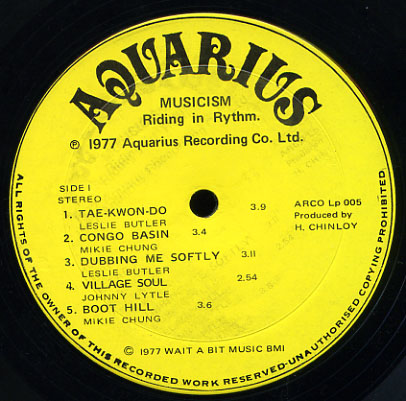 AQUARIUS
MUSICISM
Riding in Rythm.
℗ 1977 Aquarius Recording Co. Ltd.
SIDE I
STEREO
ARCO Lp 005
Produced by
H. CHINLOY
1. TAE-KWON-DO 3.9
LESLIE BUTLER
2. CONGO BASIN 3.4
MIKIE CHUNG
3. DUBBING ME SOFTLY 3.11
LESLIE BUTLER
4. VILLAGE SOUL 2.54
JOHNNY LYTLE
5. BOOT HILL 3.6
MIKIE CHUNG
© 1977 WAIT A BIT MUSIC BMI
ALL RIGHTS OF THE OWNER OF THIS RECORDED WORK RESERVED-UNAUTHORISED COPYING PROHIBITED.